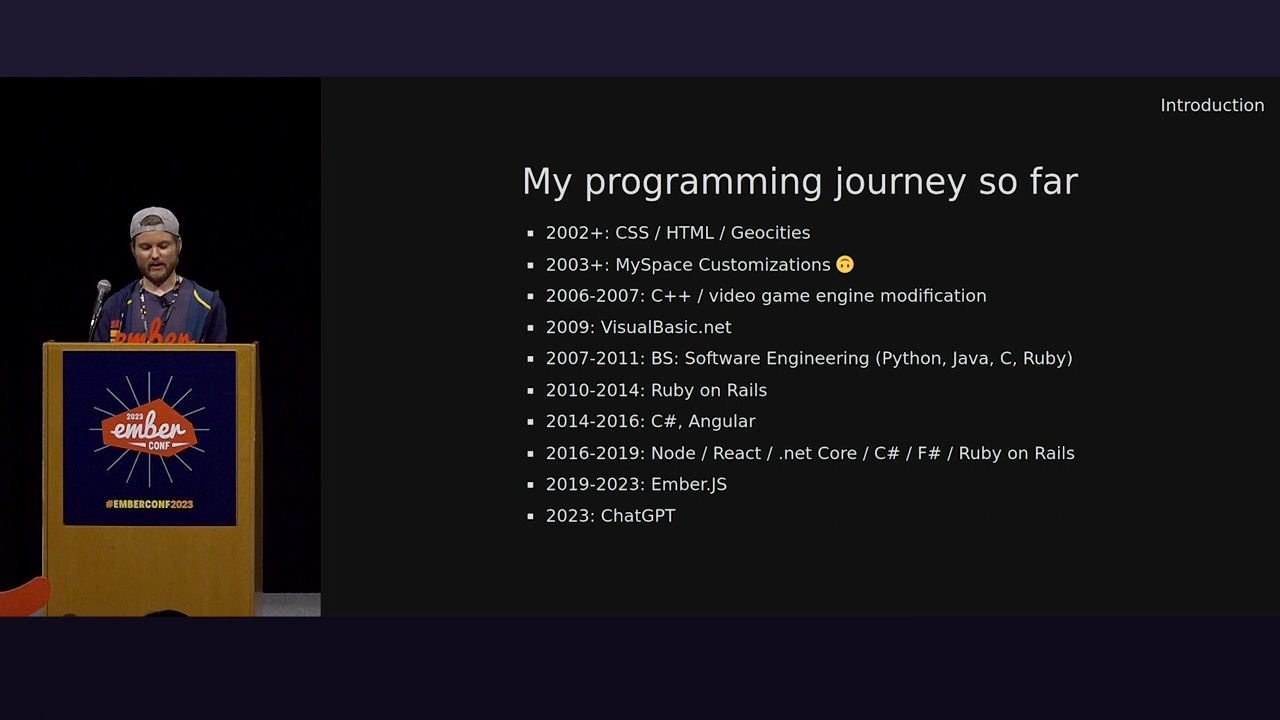 Introduction
My programming journey so far
▪ 2002+: CSS / HTML / Geocities
▪ 2003+: MySpace Customizations 🙃
▪ 2006-2007: C++ / video game engine modification
▪ 2009: VisualBasic.net
▪ 2007-2011: BS: Software Engineering (Python, Java, C, Ruby)
▪ 2010-2014: Ruby on Rails
▪ 2014-2016: C#, Angular
▪ 2016-2019: Node / React / .net Core / C# / F# / Ruby on Rails
▪ 2019-2023: Ember.JS
▪ 2023: ChatGPT
ember
2023
ember
CONF
#EMBERCONF2023